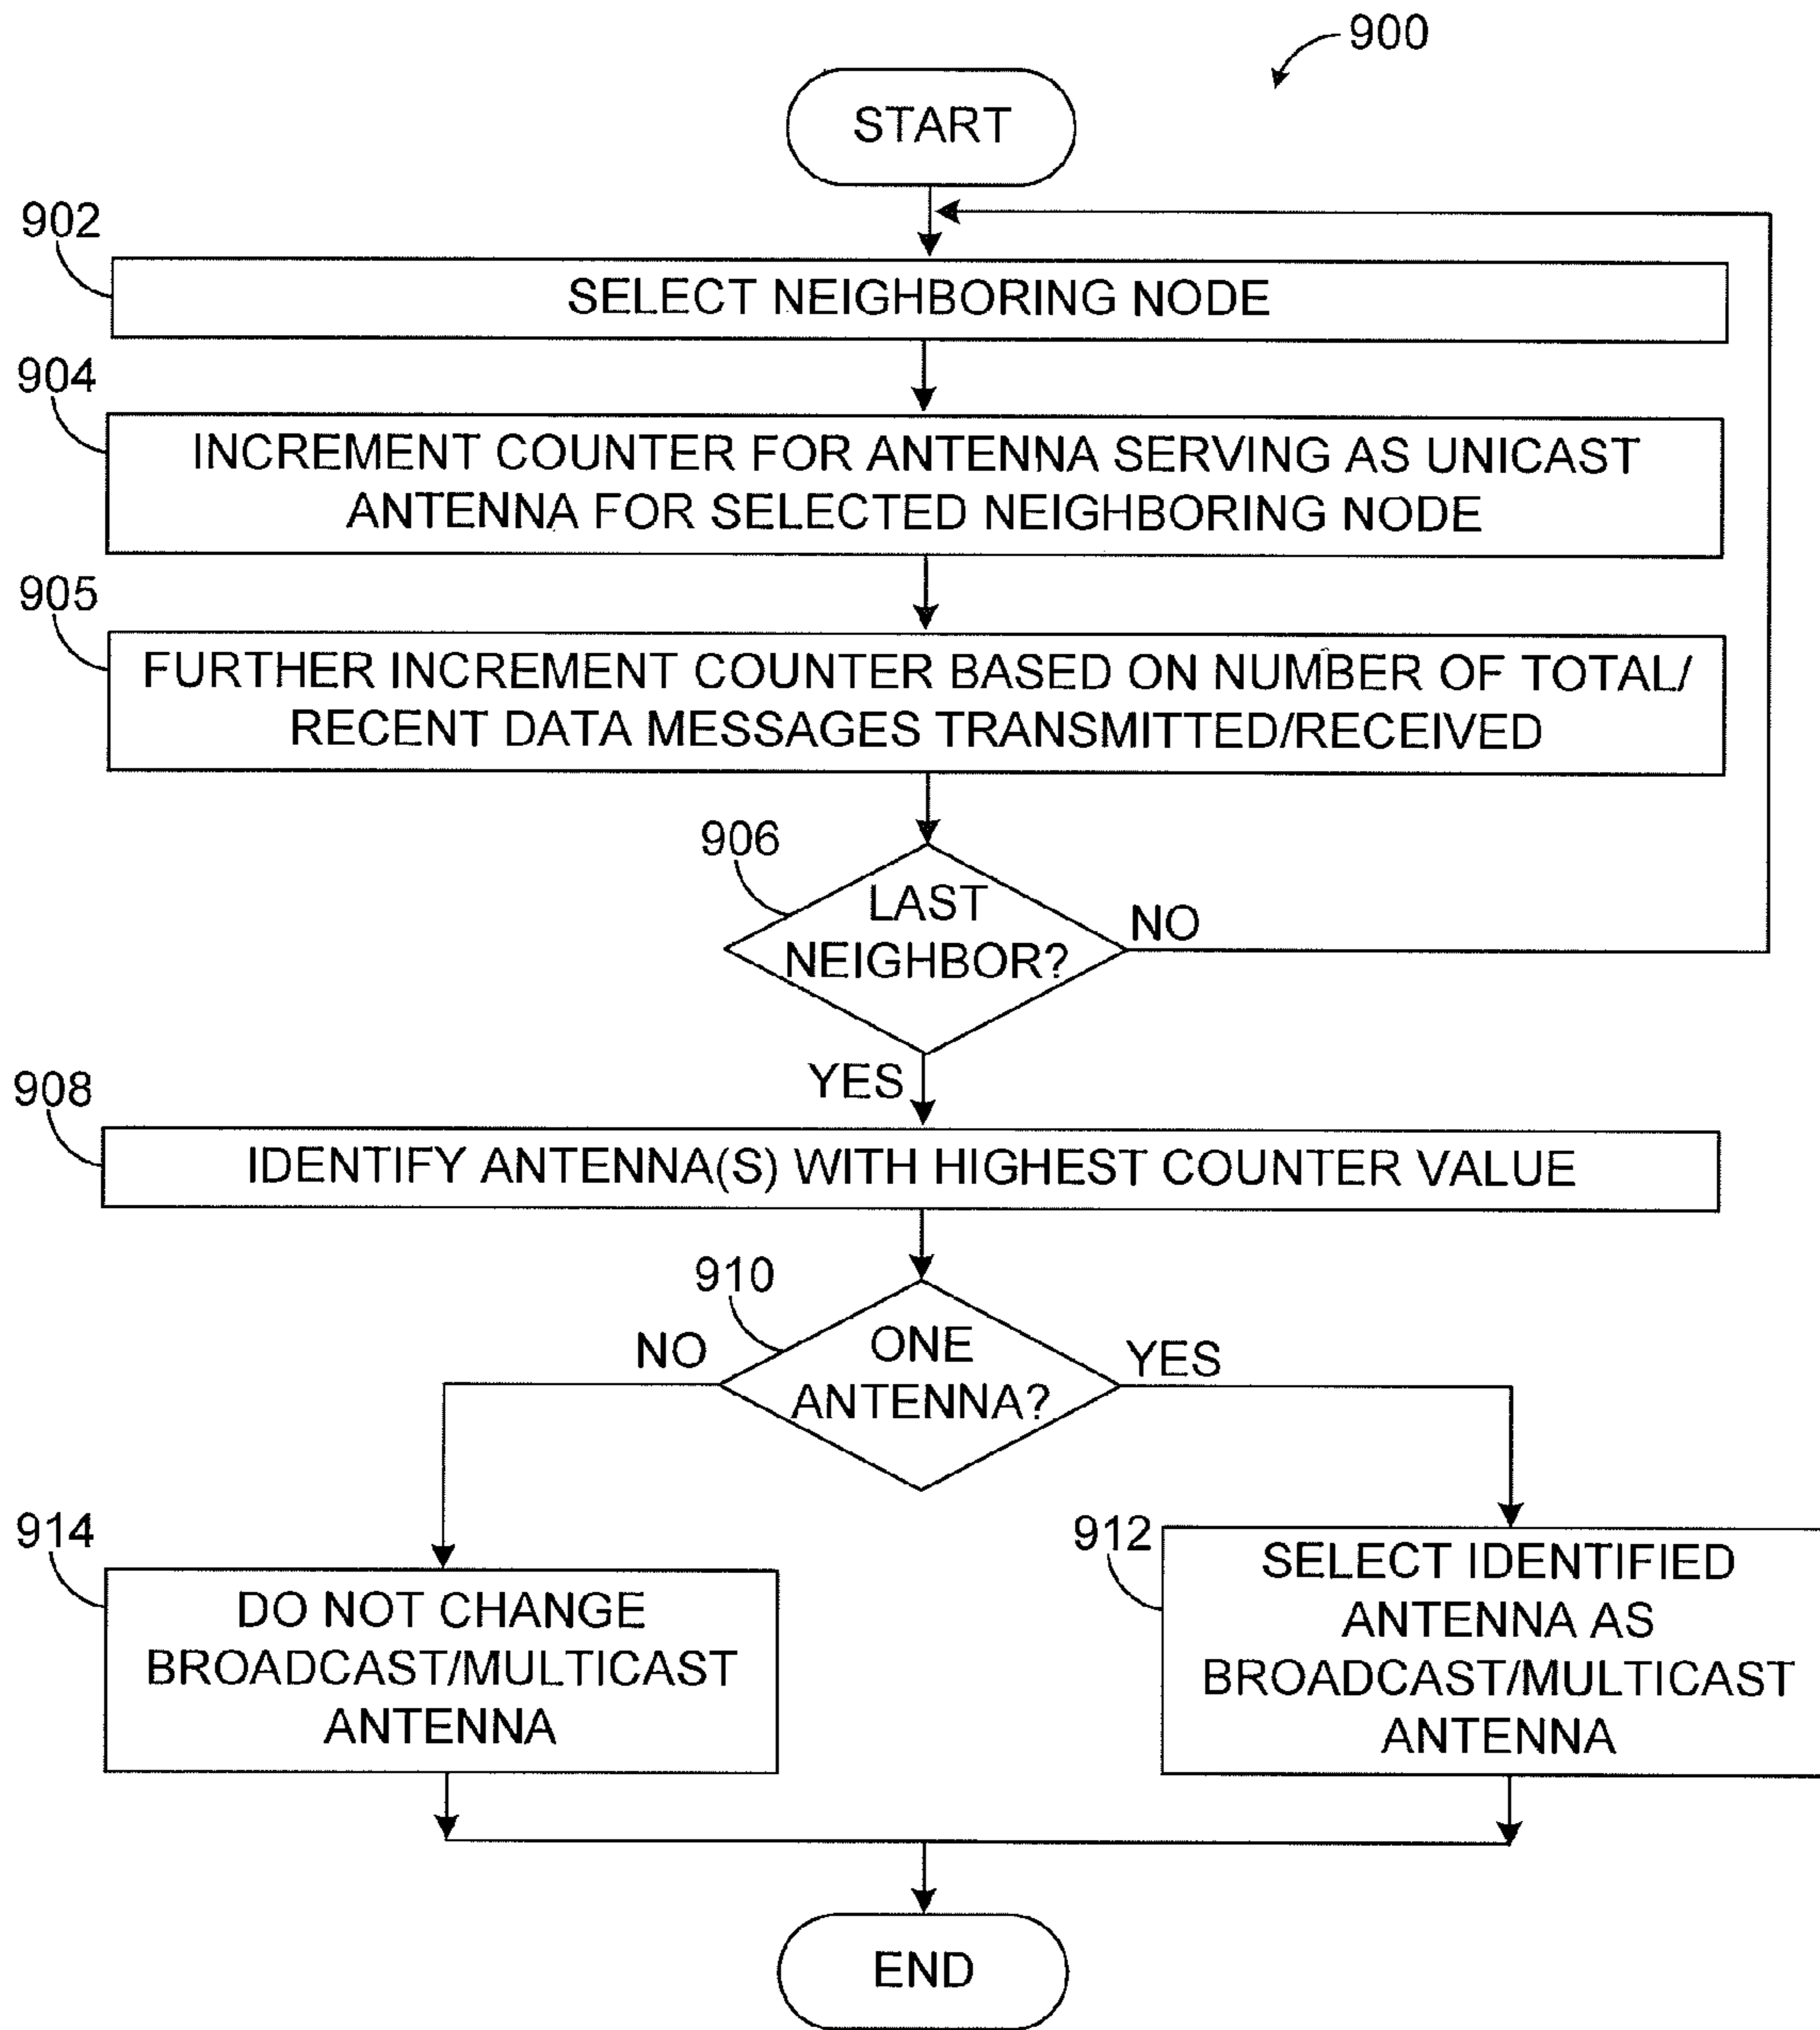 900
START
902
SELECT NEIGHBORING NODE
904
INCREMENT COUNTER FOR ANTENNA SERVING AS UNICAST
ANTENNA FOR SELECTED NEIGHBORING NODE
905
FURTHER INCREMENT COUNTER BASED ON NUMBER OF TOTAL/
RECENT DATA MESSAGES TRANSMITTED/RECEIVED
906
LAST
NEIGHBOR?
NO
YES
908
IDENTIFY ANTENNA(S) WITH HIGHEST COUNTER VALUE
910
NO
ONE
ANTENNA?
YES
914
DO NOT CHANGE
BROADCAST/MULTICAST
ANTENNA
912
SELECT IDENTIFIED
ANTENNA AS
BROADCAST/MULTICAST
ANTENNA
END